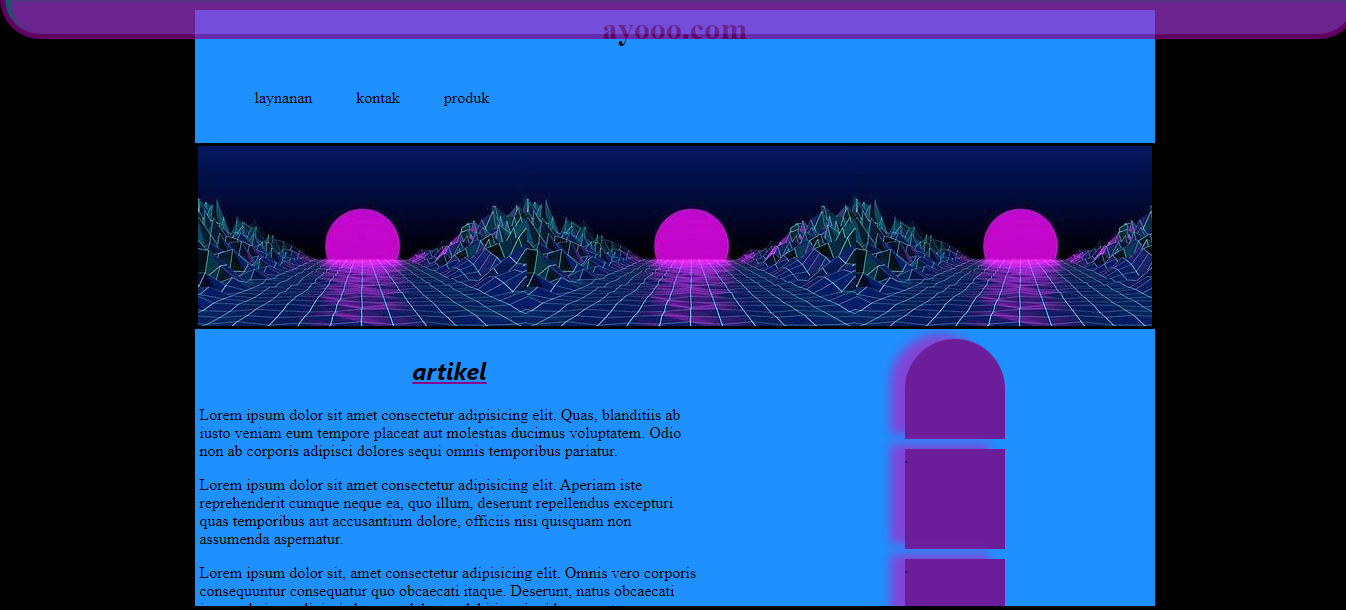 ayooo.com
laynanan kontak produk
artikel
Lorem ipsum dolor sit amet consectetur adipisicing elit. Quas, blanditiis ab
iusto veniam eum tempore placeat aut molestias ducimus voluptatem. Odio
non ab corporis adipisci dolores sequi omnis temporibus pariatur.
Lorem ipsum dolor sit amet consectetur adipisicing elit. Aperiam iste
reprehenderit cumque neque ea, quo illum, deserunt repellendus excepturi
quas temporibus aut accusantium dolore, officiis nisi quisquam non
assumenda aspernatur.
Lorem ipsum dolor sit, amet consectetur adipisicing elit. Omnis vero corporis
consequuntur consequatur quo obcaecati itaque. Deserunt, natus obcaecati